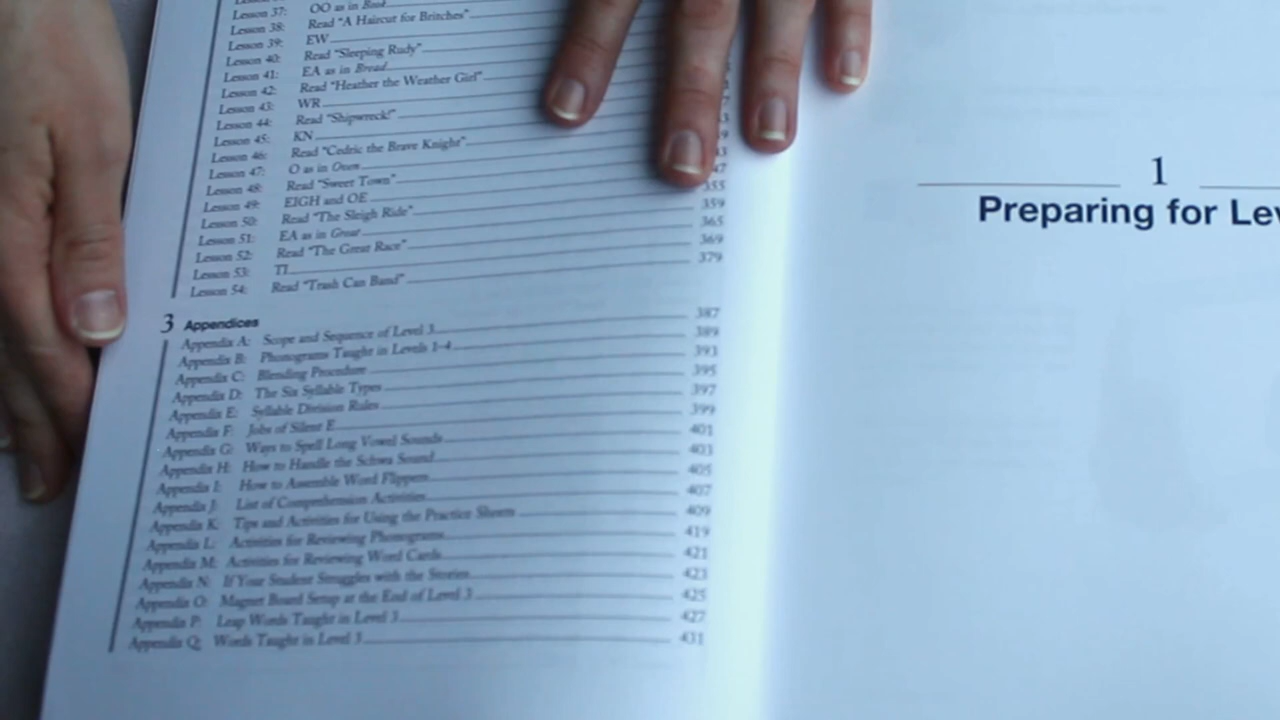 Lesson 37: OO as in Book
Lesson 38: Read "A Haircut for Britches"
Lesson 39: EW
Lesson 40: Read "Sleeping Rudy"
Lesson 41: EA as in Bread
Lesson 42: Read "Heather the Weather Girl"
Lesson 43: WR
Lesson 44: Read "Shipwreck!"
Lesson 45: KN
Lesson 46: Read "Cedric the Brave Knight"
Lesson 47: O as in Oven
Lesson 48: Read "Sweet Town"
Lesson 49: EIGH and OE
Lesson 50: Read "The Sleigh Ride" 355
Lesson 51: EA as in Great 359
Lesson 52: Read "The Great Race" 365
Lesson 53: TI 369
Lesson 54: Read "Trash Can Band" 379
3 Appendices
Appendix A: Scope and Sequence of Level 3 387
Appendix B: Phonograms Taught in Levels 1-4 389
Appendix C: Blending Procedure 393
Appendix D: The Six Syllable Types 395
Appendix E: Syllable Division Rules 397
Appendix F: Jobs of Silent E 399
Appendix G: Ways to Spell Long Vowel Sounds 401
Appendix H: How to Handle the Schwa Sound 403
Appendix I: How to Assemble Word Flippers 405
Appendix J: List of Comprehension Activities 407
Appendix K: Tips and Activities for Using the Practice Sheets 409
Appendix L: Activities for Reviewing Phonograms 419
Appendix M: Activities for Reviewing Word Cards 421
Appendix N: If Your Student Struggles with the Stories 423
Appendix O: Magnet Board Setup at the End of Level 3 425
Appendix P: Leap Words Taught in Level 3 427
Appendix Q: Words Taught in Level 3 431
1
Preparing for Lev